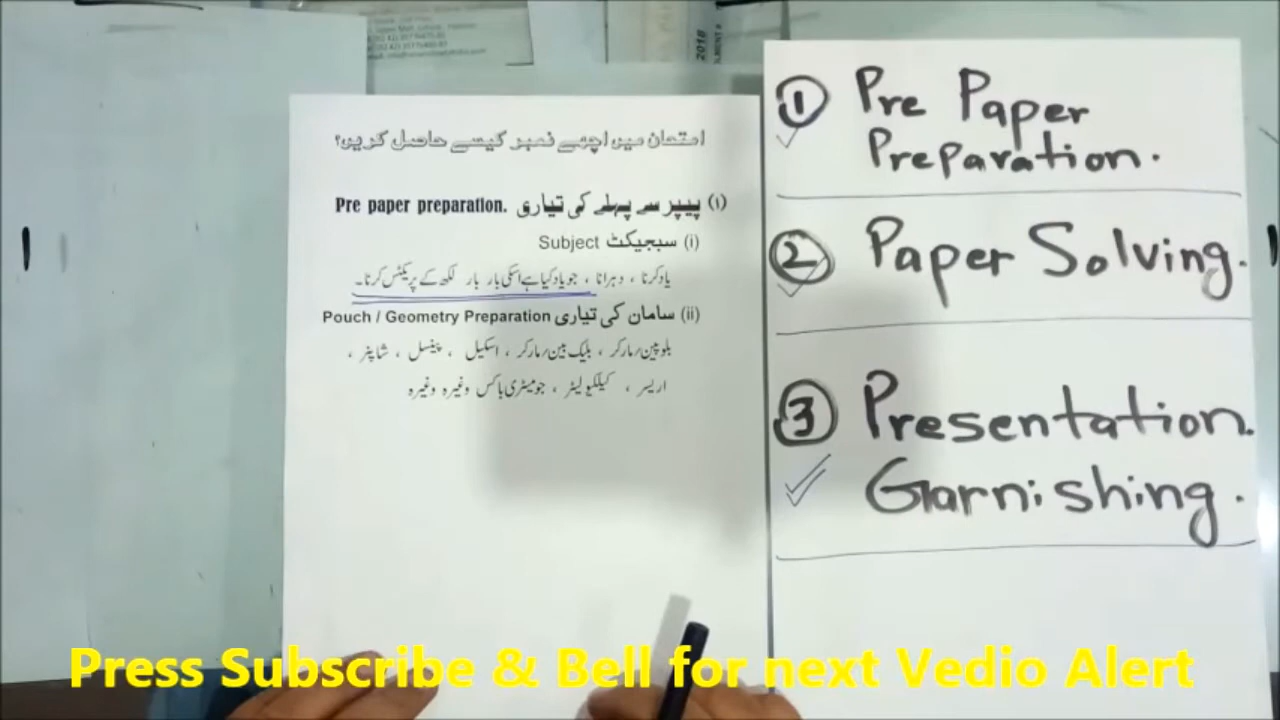 2018
امتحان میں اچھے نمبر کیسے حاصل کریں؟
(۱) پیپر سے پہلے کی تیاری Pre paper preparation.
(i) سبجیکٹ Subject
یاد کرنا ، دہرانا ، جو یاد کیا ہے اسکی بار بار لکھ کے پریکٹس کرنا۔
(ii) سامان کی تیاری Pouch / Geometry Preparation
بلو پین/مارکر ، بلیک پین/مارکر ، اسکیل ، پینسل ، شاپنر ،
اریسر ، کیلکیولیٹر ، جومیٹری باکس وغیرہ وغیرہ
1 Pre Paper
Preparation.
2 Paper Solving.
3 Presentation.
Garnishing.
Press Subscribe & Bell for next Vedio Alert